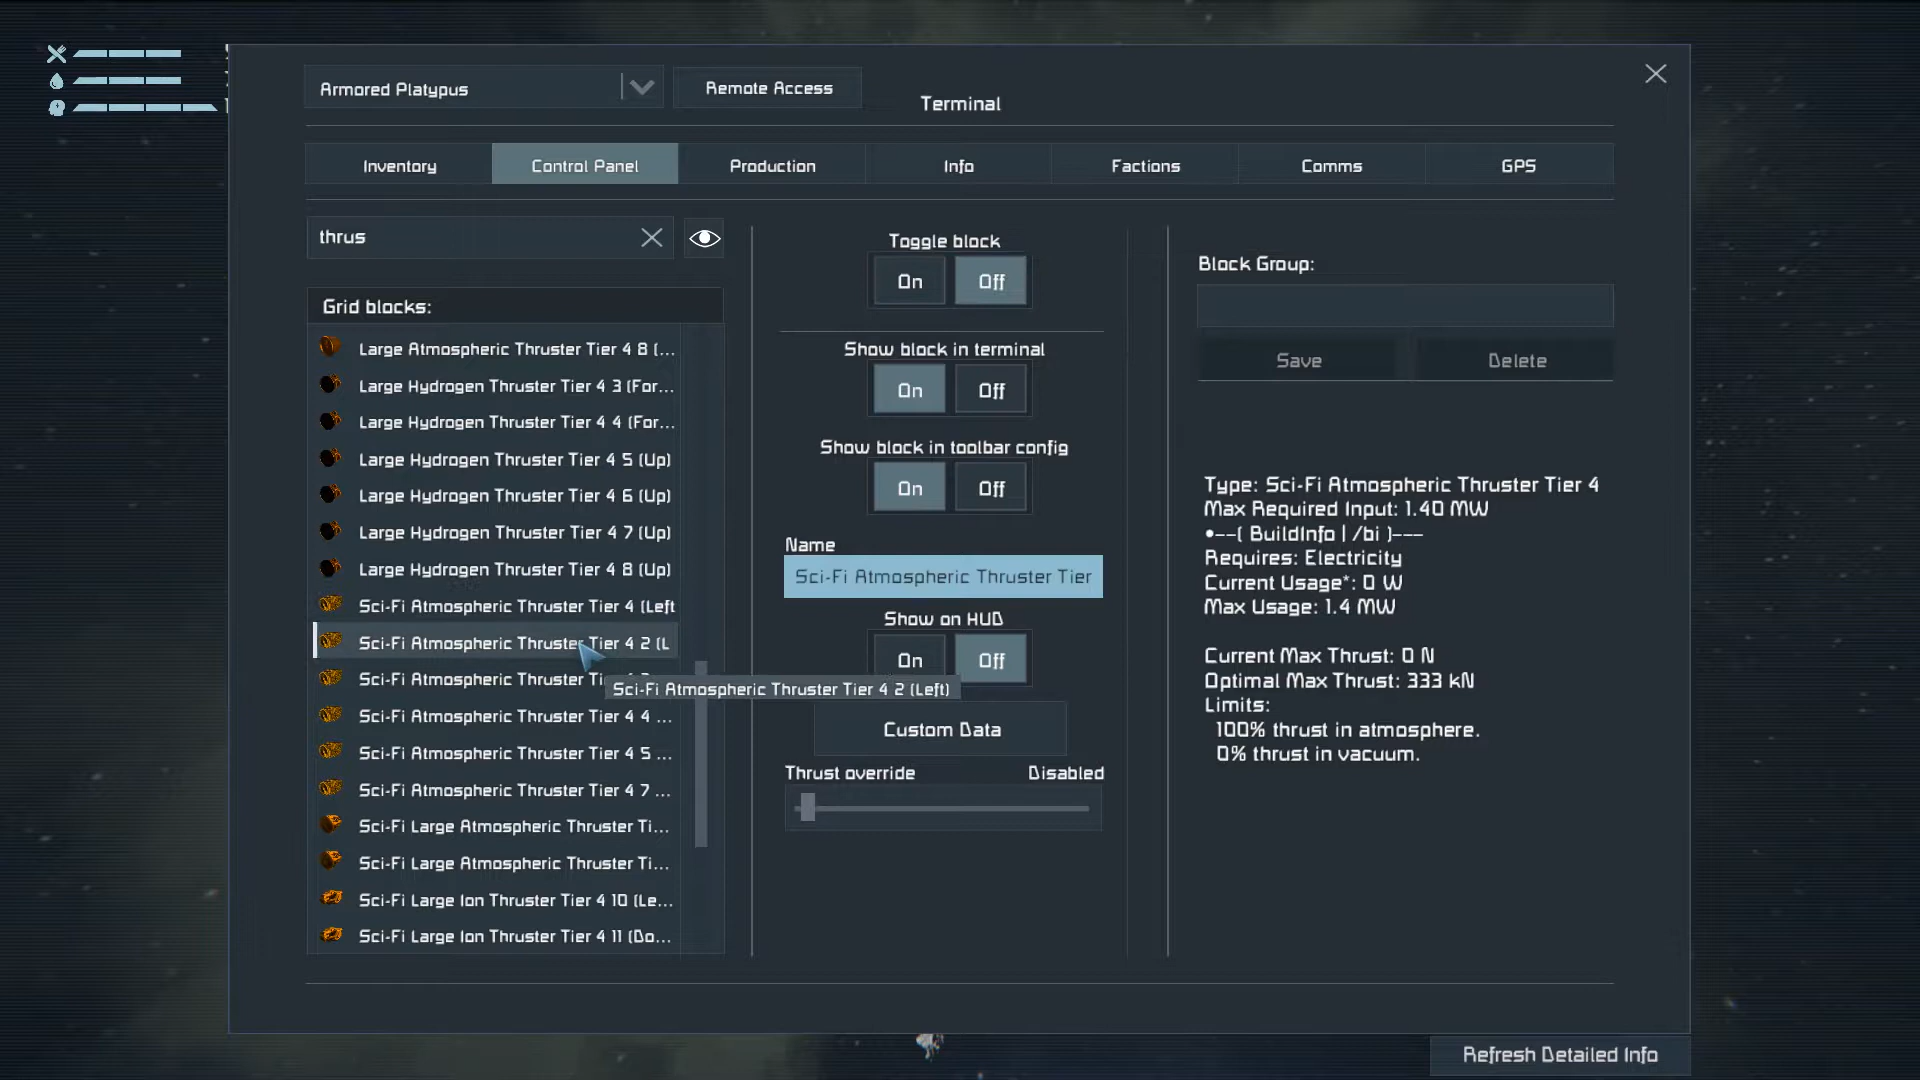 Armored Platypus
Remote Access
Terminal
Inventory
Control Panel
Production
Info
Factions
Comms
GPS
thrus
Grid blocks:
Large Atmospheric Thruster Tier 4 8 (...
Large Hydrogen Thruster Tier 4 3 (For...
Large Hydrogen Thruster Tier 4 4 (For...
Large Hydrogen Thruster Tier 4 5 (Up)
Large Hydrogen Thruster Tier 4 6 (Up)
Large Hydrogen Thruster Tier 4 7 (Up)
Large Hydrogen Thruster Tier 4 8 (Up)
Sci-Fi Atmospheric Thruster Tier 4 (Left
Sci-Fi Atmospheric Thruster Tier 4 2 (L
Sci-Fi Atmospheric Thruster
Sci-Fi Atmospheric Thruster Tier 4 4 ...
Sci-Fi Atmospheric Thruster Tier 4 5 ...
Sci-Fi Atmospheric Thruster Tier 4 7 ...
Sci-Fi Large Atmospheric Thruster Ti...
Sci-Fi Large Atmospheric Thruster Ti...
Sci-Fi Large Ion Thruster Tier 4 10 (Le...
Sci-Fi Large Ion Thruster Tier 4 11 (Do...
Sci-Fi Atmospheric Thruster Tier 4 2 (Left)
Toggle block
On Off
Show block in terminal
On Off
Show block in toolbar config
On Off
Name
Sci-Fi Atmospheric Thruster Tier
Show on HUD
On Off
Custom Data
Thrust override Disabled
Block Group:
Save
Delete
Type: Sci-Fi Atmospheric Thruster Tier 4
Max Required Input: 1.40 MW
•--( BuildInfo | /bi )---
Requires: Electricity
Current Usage*: 0 W
Max Usage: 1.4 MW
Current Max Thrust: 0 N
Optimal Max Thrust: 333 kN
Limits:
100% thrust in atmosphere.
0% thrust in vacuum.
Refresh Detailed Info